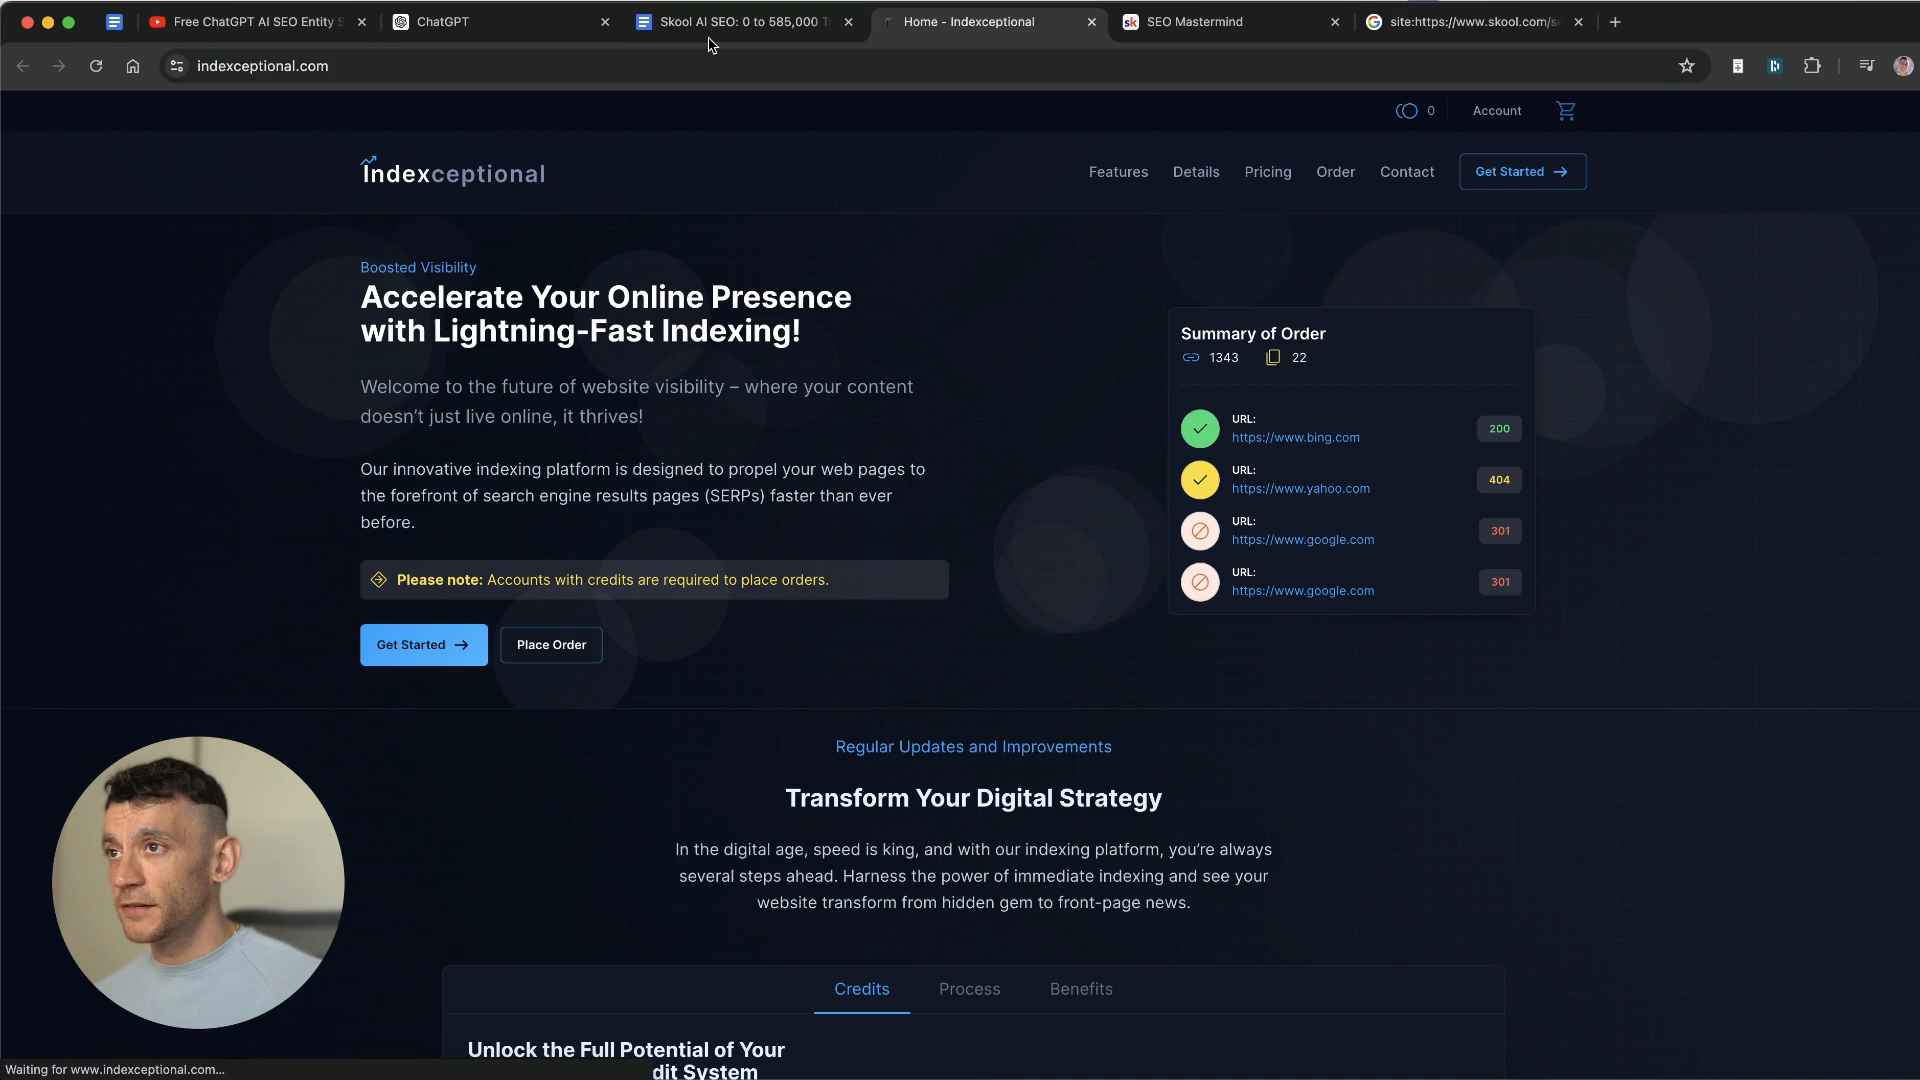 Free ChatGPT AI SEO Entity S
ChatGPT
Skool AI SEO: 0 to 585,000 T
Home - Indexceptional
SEO Mastermind
site:https://www.skool.com/se
indexceptional.com
0
Account
Indexceptional
Features
Details
Pricing
Order
Contact
Get Started
Boosted Visibility
Accelerate Your Online Presence
with Lightning-Fast Indexing!
Welcome to the future of website visibility – where your content
doesn’t just live online, it thrives!
Our innovative indexing platform is designed to propel your web pages to
the forefront of search engine results pages (SERPs) faster than ever
before.
Please note: Accounts with credits are required to place orders.
Get Started
Place Order
Summary of Order
1343
22
URL:
https://www.bing.com
200
URL:
https://www.yahoo.com
404
URL:
https://www.google.com
301
URL:
https://www.google.com
301
Regular Updates and Improvements
Transform Your Digital Strategy
In the digital age, speed is king, and with our indexing platform, you’re always
several steps ahead. Harness the power of immediate indexing and see your
website transform from hidden gem to front-page news.
Credits
Process
Benefits
Unlock the Full Potential of Your
dit System
Waiting for www.indexceptional.com...